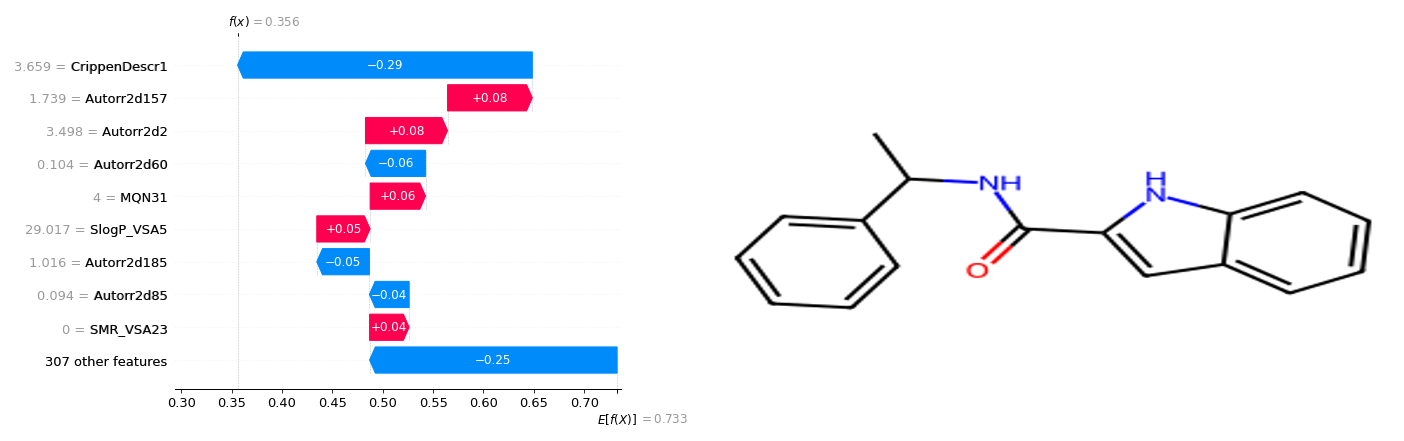 f(x) = 0.356
3.659 = CrippenDescr1
−0.29
1.739 = Autorr2d157
+0.08
3.498 = Autorr2d2
+0.08
0.104 = Autorr2d60
−0.06
4 = MQN31
+0.06
29.017 = SlogP_VSA5
+0.05
1.016 = Autorr2d185
−0.05
0.094 = Autorr2d85
−0.04
0 = SMR_VSA23
+0.04
307 other features
−0.25
0.30 0.35 0.40 0.45 0.50 0.55 0.60 0.65 0.70
E[f(X)] = 0.733
NH
O
H
N